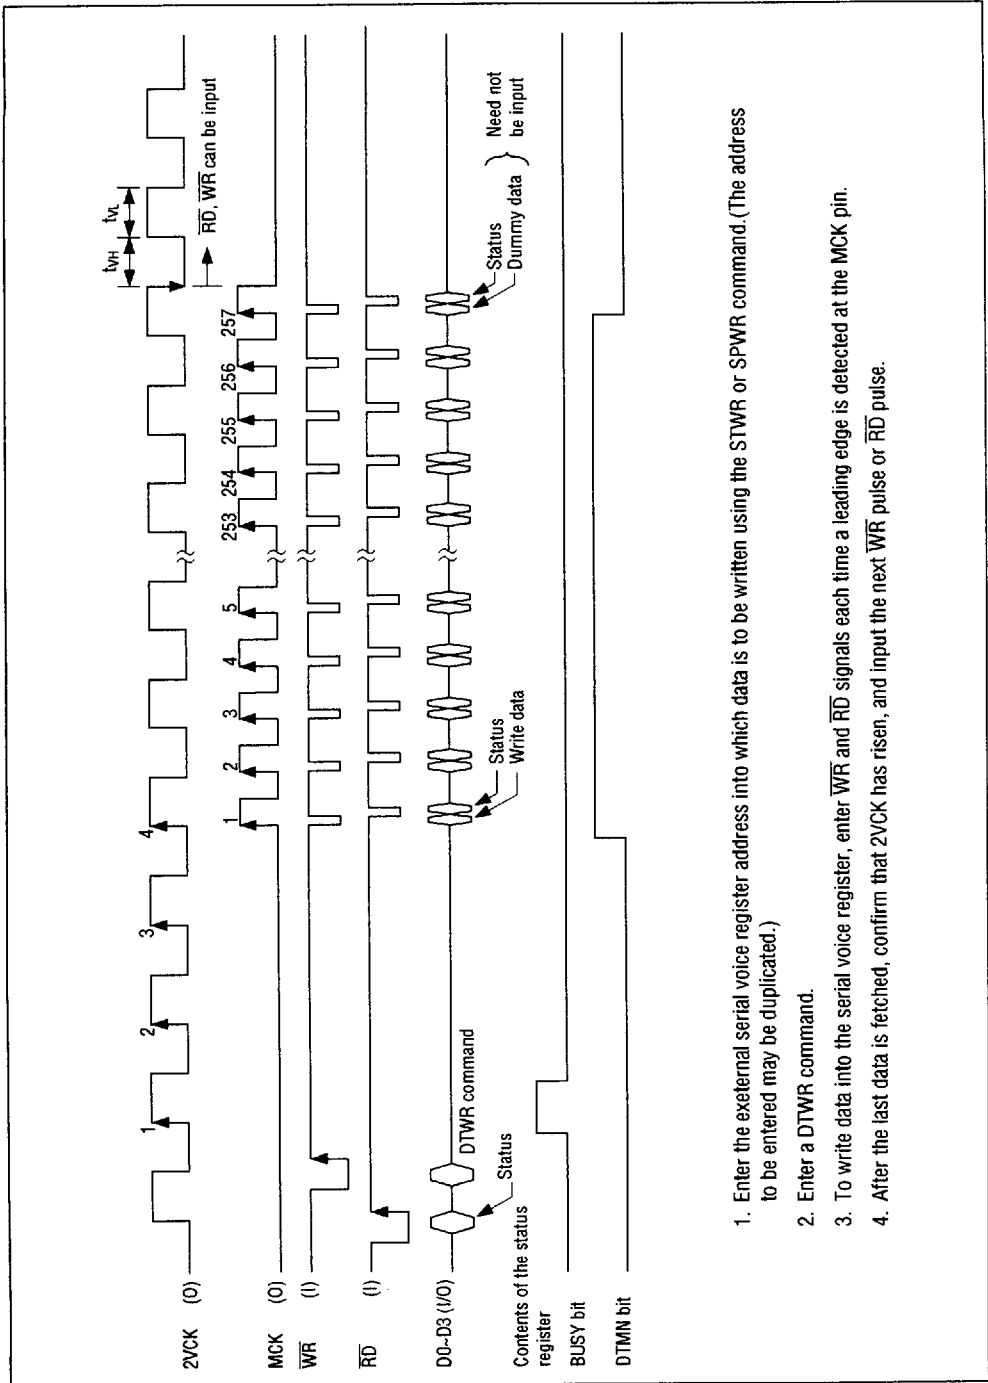 2VCK (O)
1
2
3
4
tVH
tVL
RD, WR can be input
MCK (O)
1
2
3
4
5
253
254
255
256
257
WR (I)
RD (I)
D0~D3 (I/O)
Status
DTWR command
Status
Write data
Status
Dummy data
Need not
be input
Contents of the status
register
BUSY bit
DTMN bit
1. Enter the exeternal serial voice register address into which data is to be written using the STWR or SPWR command.(The address
to be entered may be duplicated.)
2. Enter a DTWR command.
3. To write data into the serial voice register, enter WR and RD signals each time a leading edge is detected at the MCK pin.
4. After the last data is fetched, confirm that 2VCK has risen, and input the next WR pulse or RD pulse.